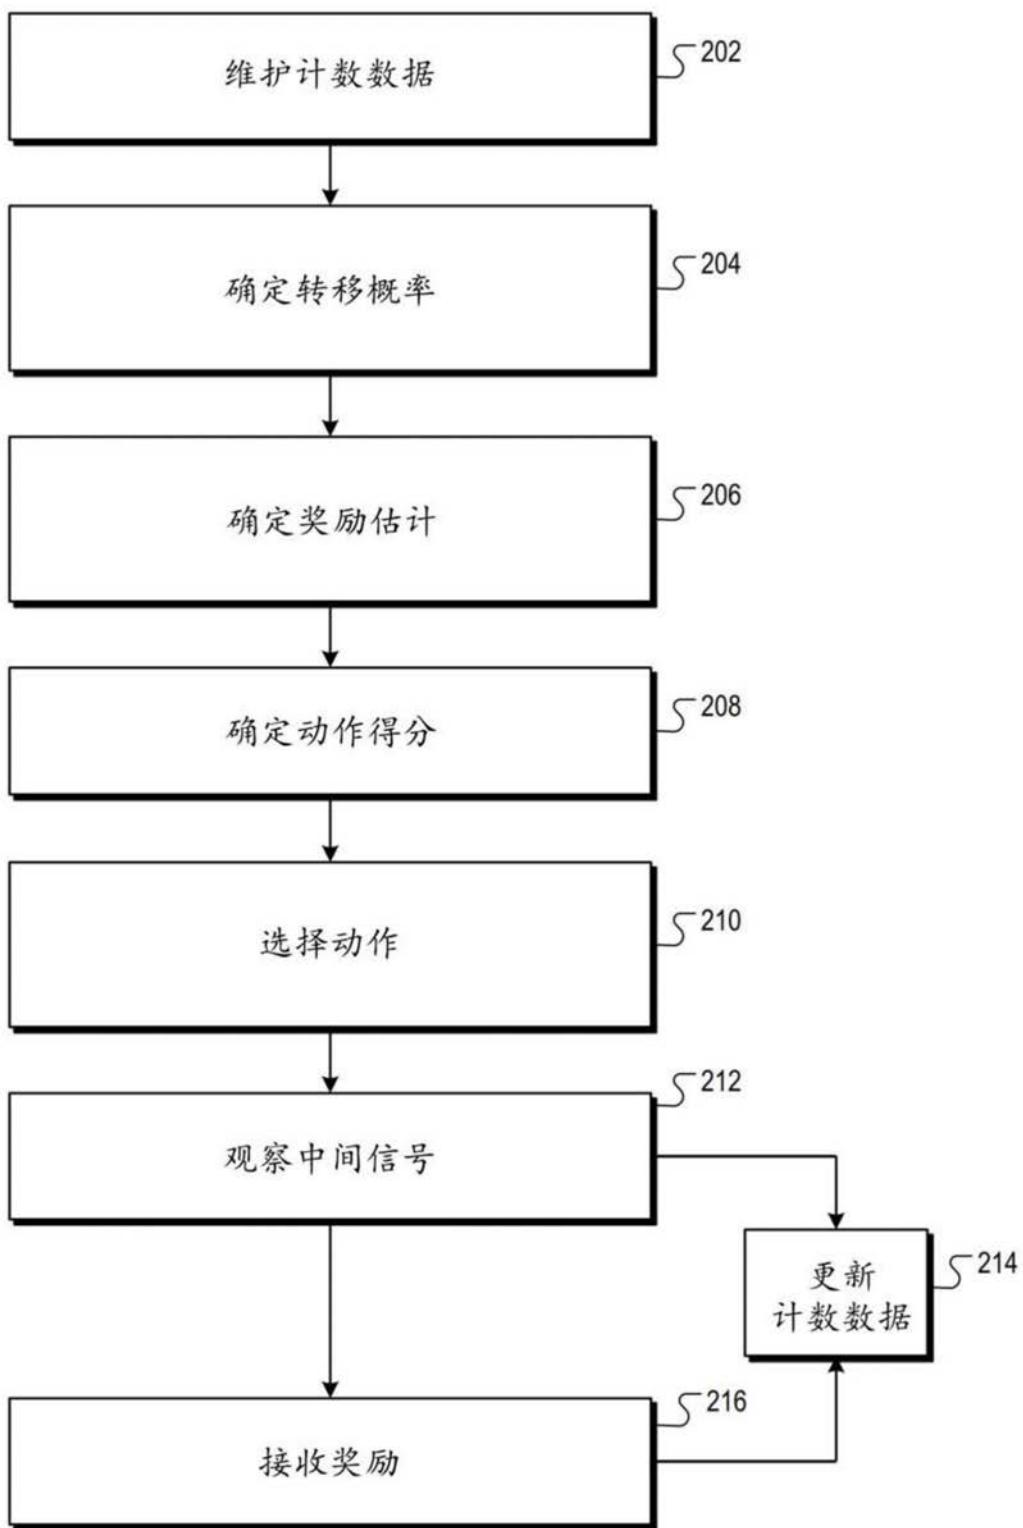 维护计数数据
202
确定转移概率
204
确定奖励估计
206
确定动作得分
208
选择动作
210
观察中间信号
212
更新
计数数据
214
接收奖励
216